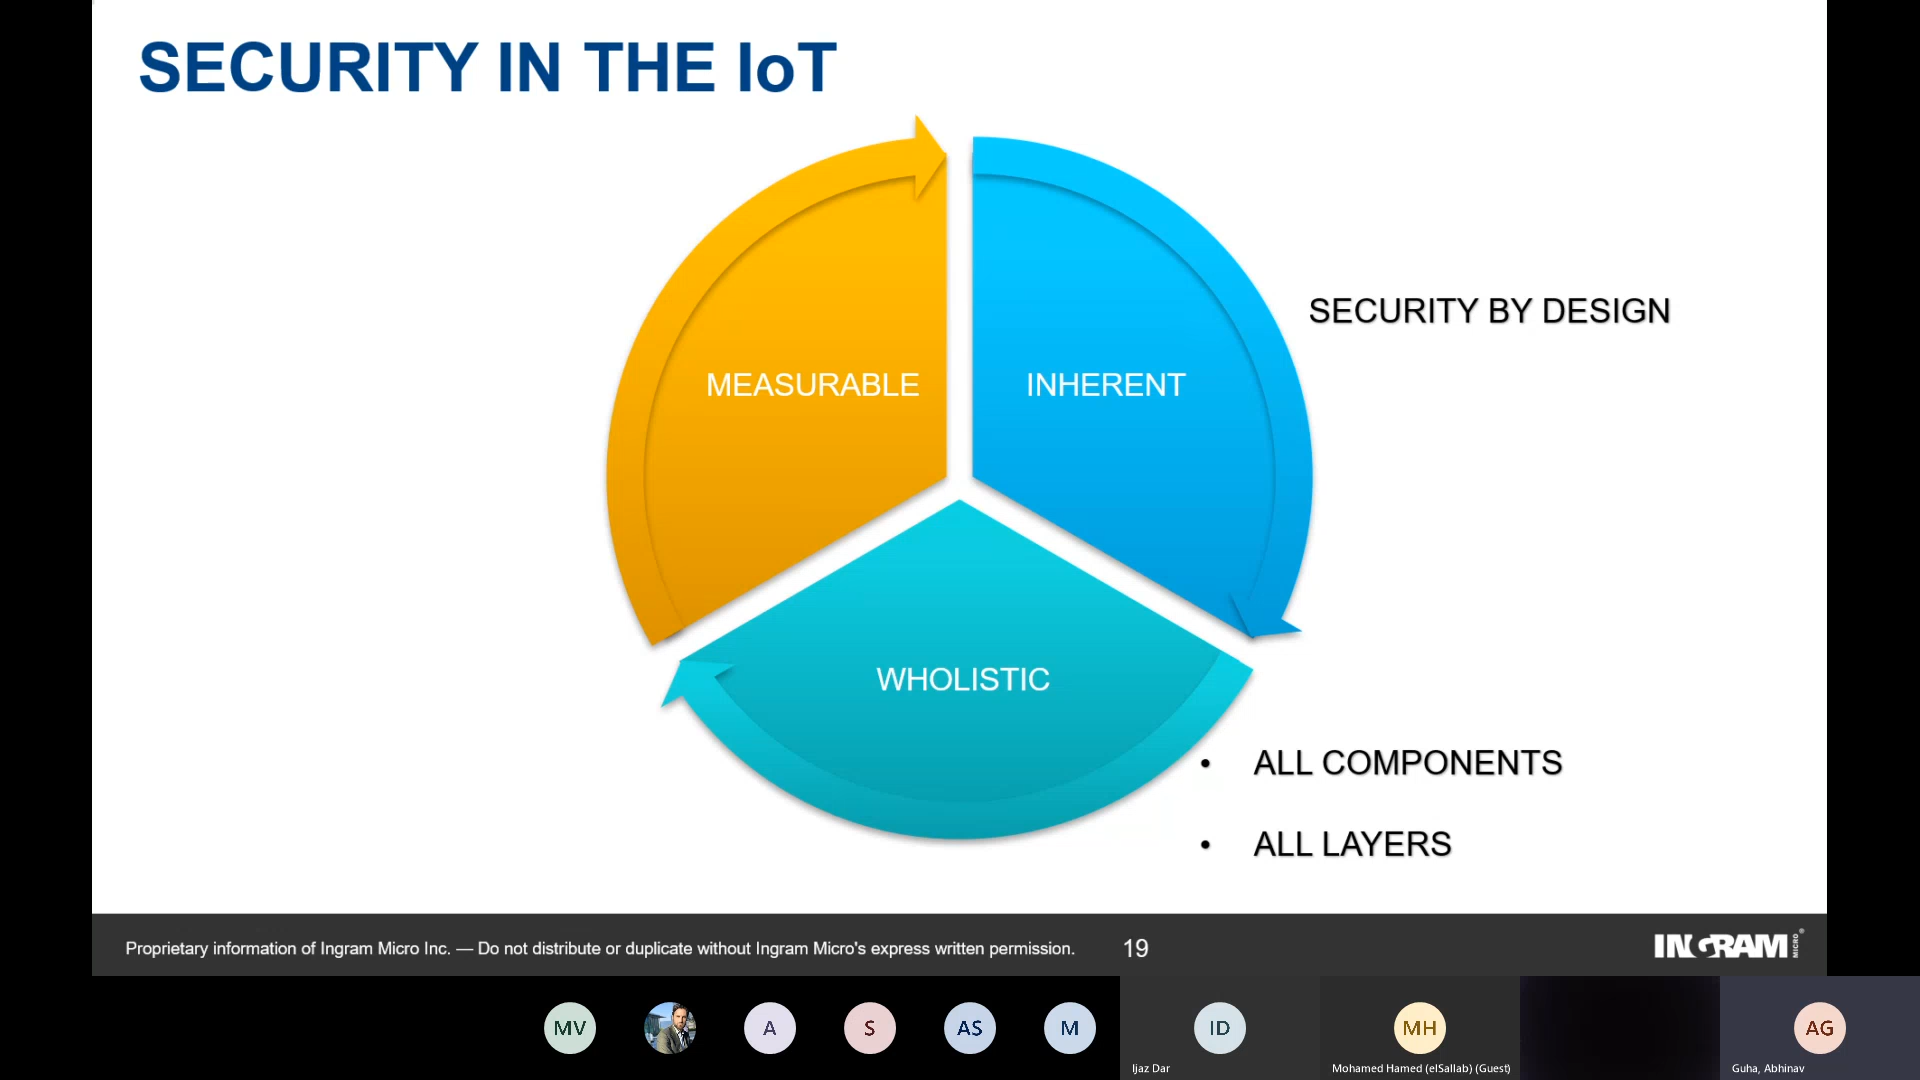 SECURITY IN THE IoT
MEASURABLE
INHERENT
SECURITY BY DESIGN
WHOLISTIC
• ALL COMPONENTS
• ALL LAYERS
Proprietary information of Ingram Micro Inc. — Do not distribute or duplicate without Ingram Micro's express written permission.
19
INGRAM MICRO®
MV
A
S
AS
M
ID
MH
AG
Ijaz Dar
Mohamed Hamed (elSallab) (Guest)
Guha, Abhinav